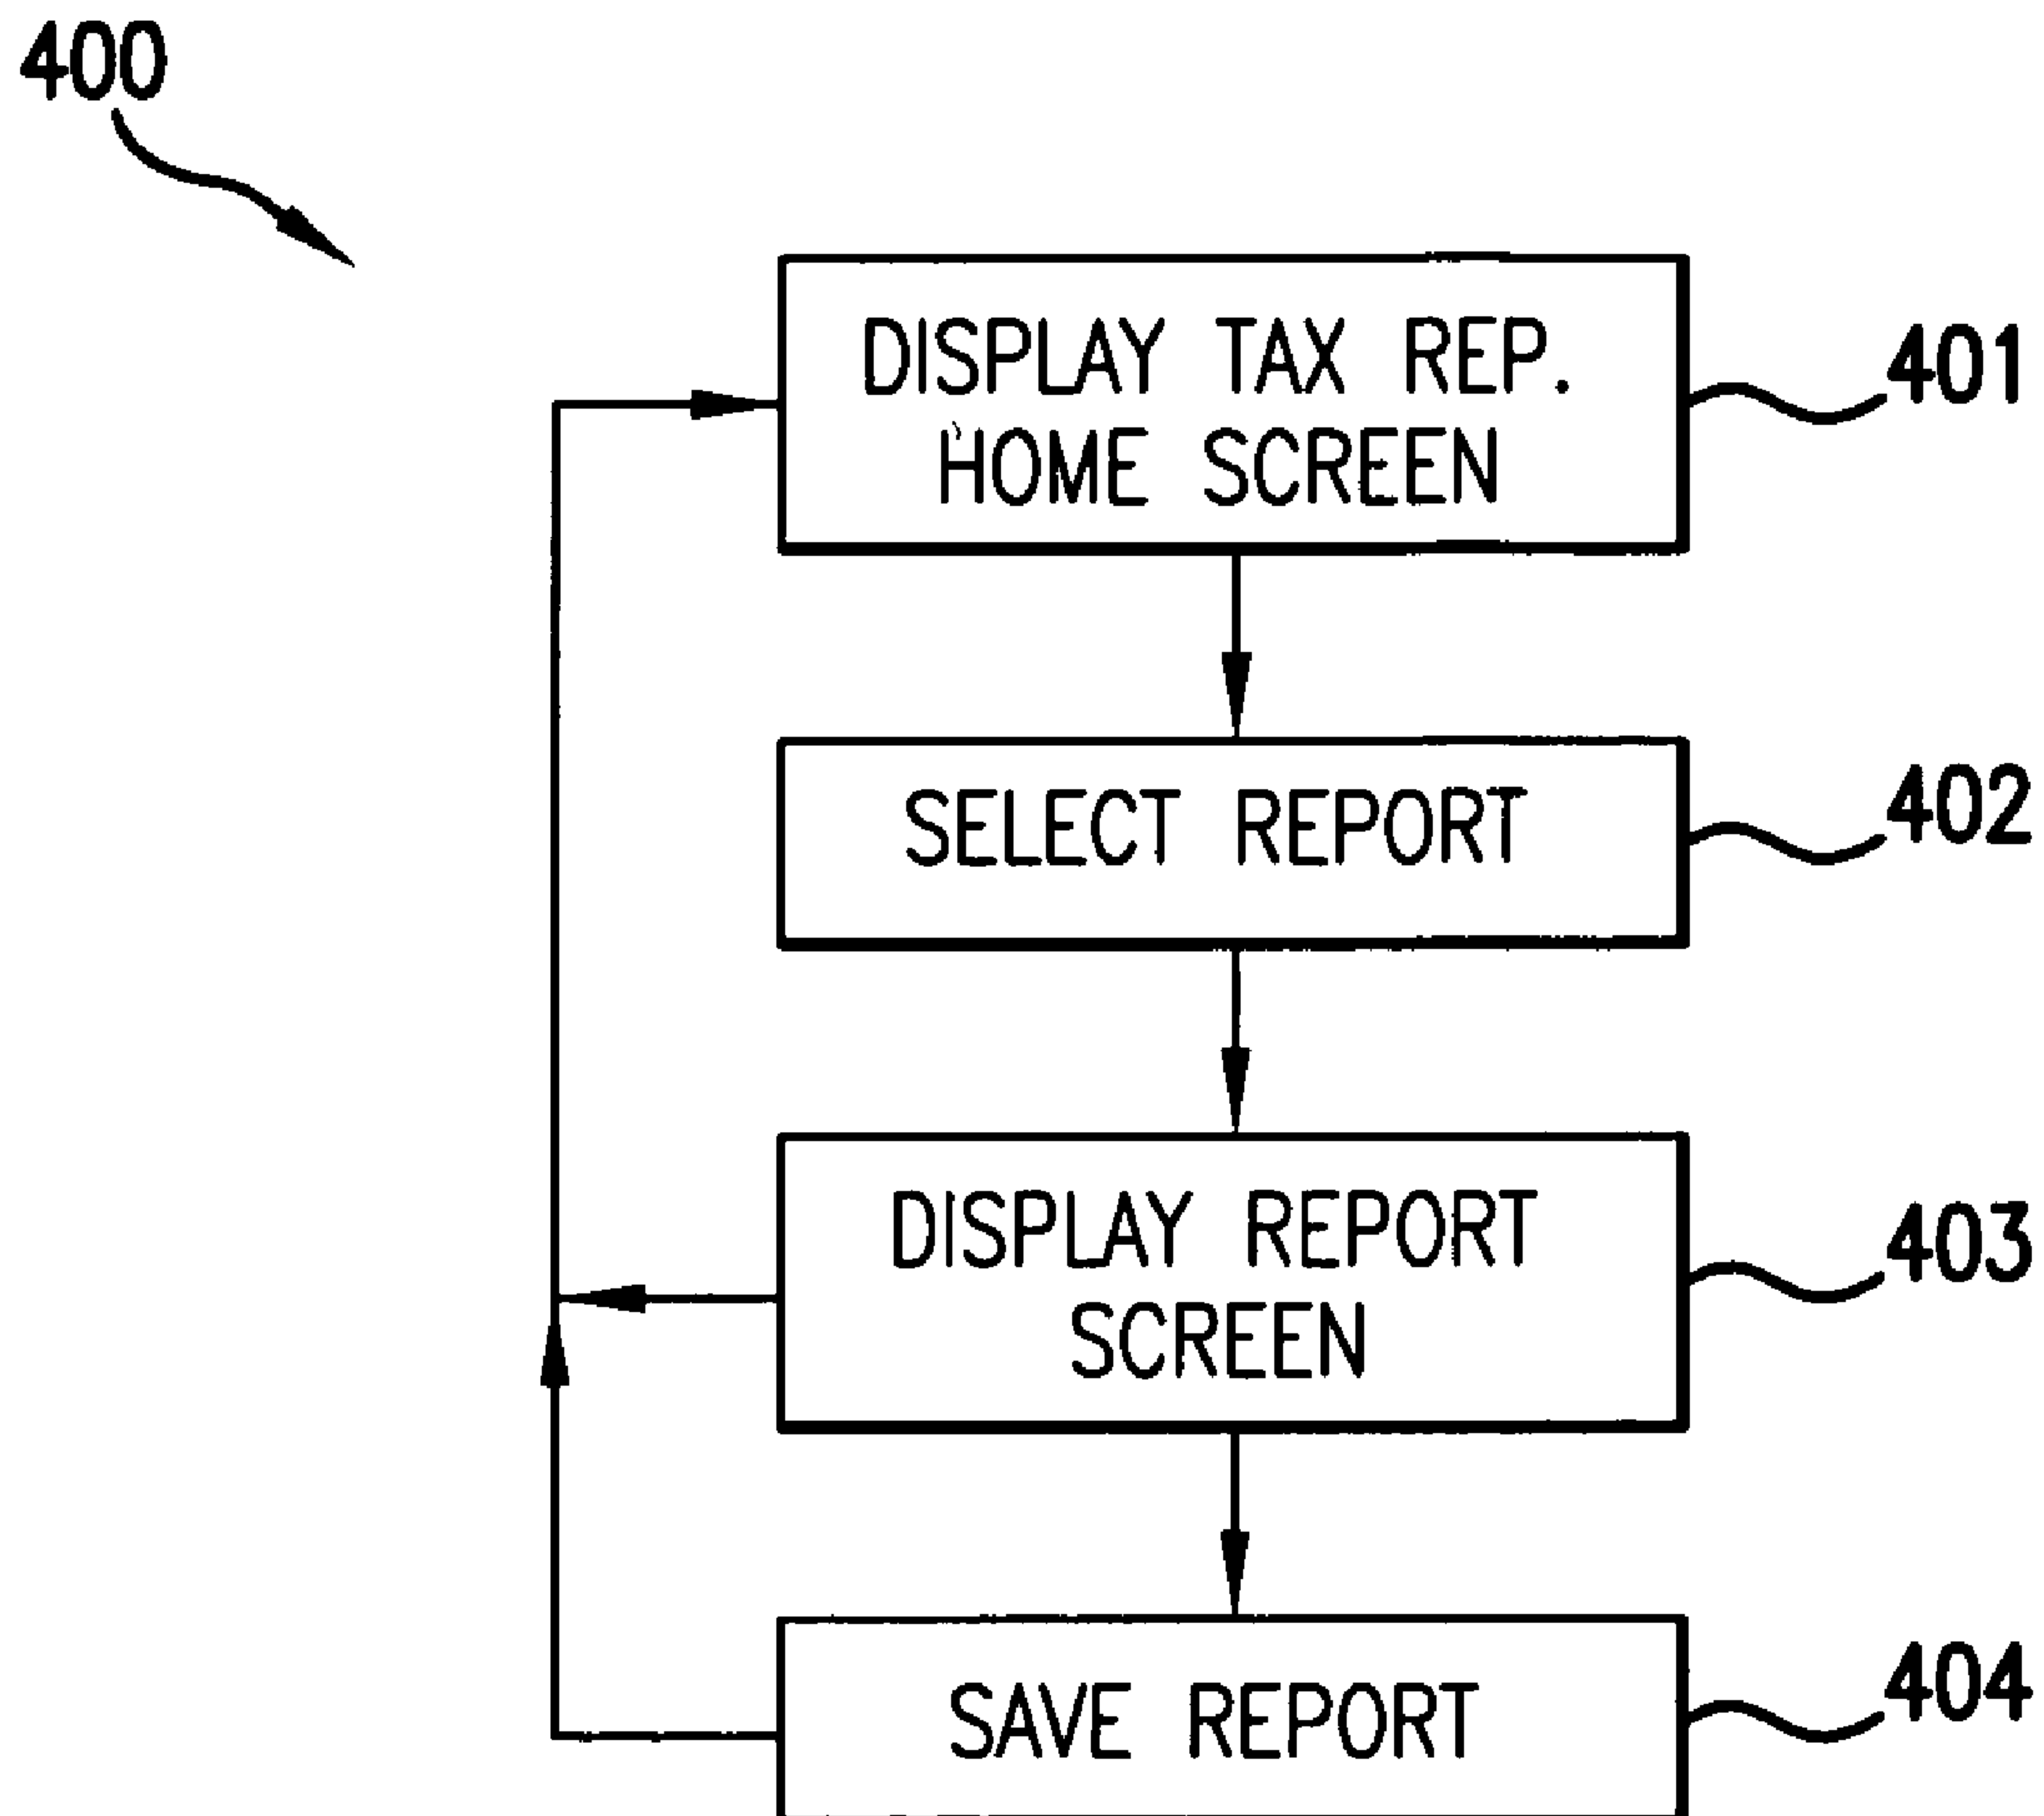 400
DISPLAY TAX REP.
HOME SCREEN
401
SELECT REPORT
402
DISPLAY REPORT
SCREEN
403
SAVE REPORT
404